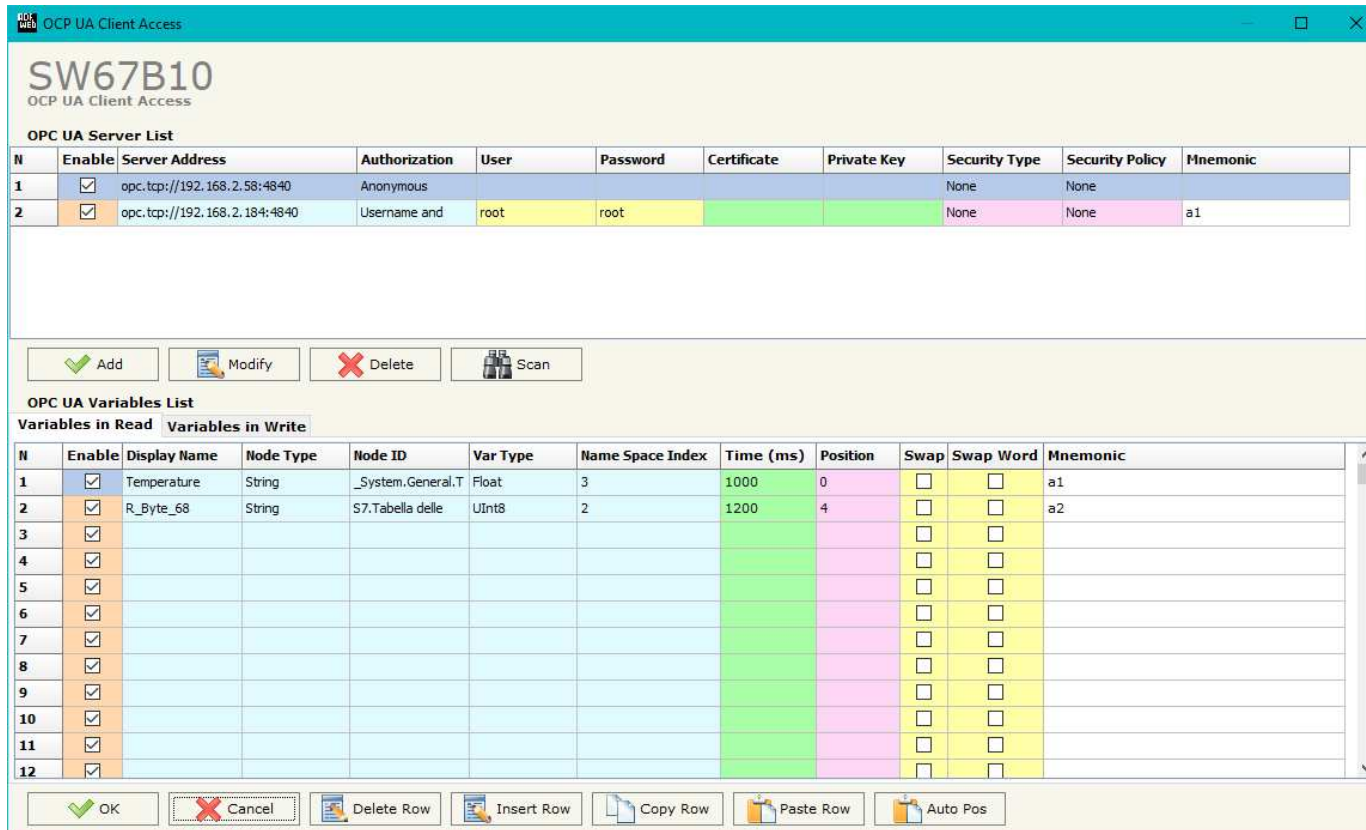 ADF
WEB
OCP UA Client Access
SW67B10
OCP UA Client Access
OPC UA Server List
N Enable Server Address Authorization User Password Certificate Private Key Security Type Security Policy Mnemonic
1 opc.tcp://192.168.2.58:4840 Anonymous None None
2 opc.tcp://192.168.2.184:4840 Username and root root None None a1
Add Modify Delete Scan
OPC UA Variables List
Variables in Read Variables in Write
N Enable Display Name Node Type Node ID Var Type Name Space Index Time (ms) Position Swap Swap Word Mnemonic
1 Temperature String _System.General.T Float 3 1000 0 a1
2 R_Byte_68 String S7.Tabella delle UInt8 2 1200 4 a2
3
4
5
6
7
8
9
10
11
12
OK Cancel Delete Row Insert Row Copy Row Paste Row Auto Pos